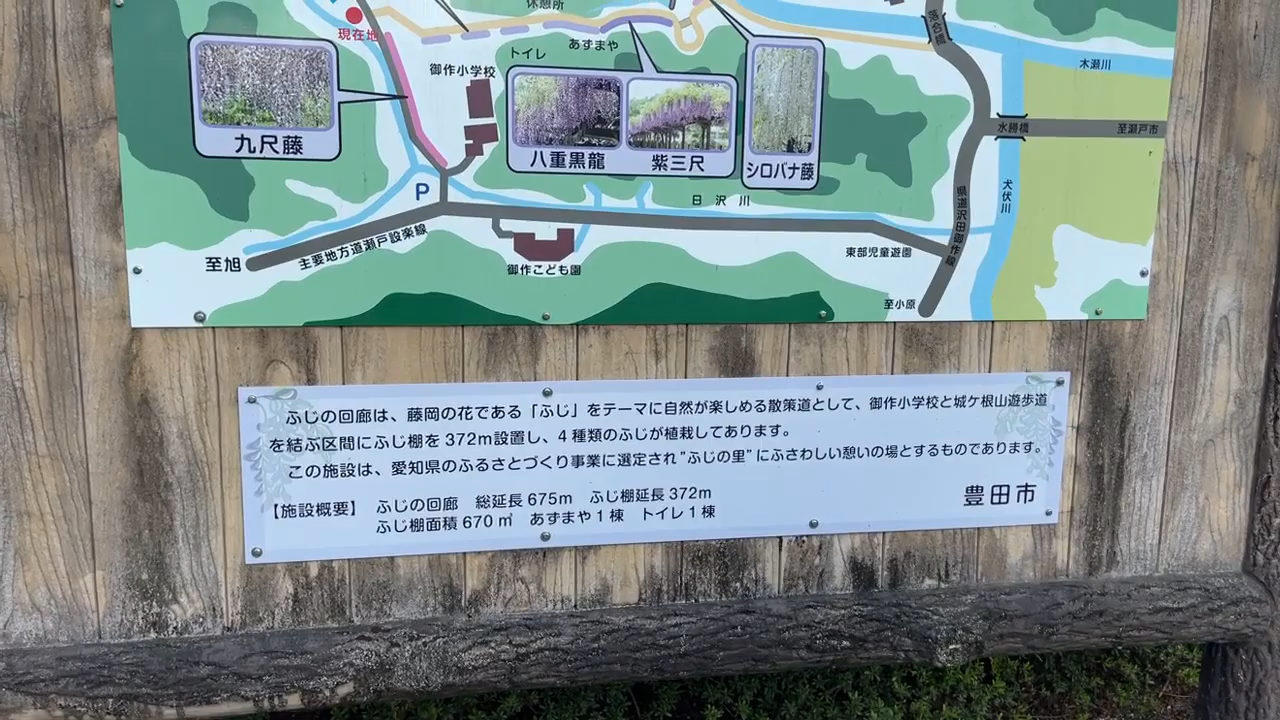 休憩所
現在地
トイレ
あずまや
落合橋
木瀬川
御作小学校
九尺藤
八重黒龍
紫三尺
シロバナ藤
水勝橋
至瀬戸市
P
日沢川
犬伏川
県道沢田御作線
主要地方道瀬戸設楽線
至旭
御作こども園
東部児童遊園
至小原
ふじの回廊は、藤岡の花である「ふじ」をテーマに自然が楽しめる散策道として、御作小学校と城ケ根山遊歩道
を結ぶ区間にふじ棚を372m設置し、4種類のふじが植栽してあります。
この施設は、愛知県のふるさとづくり事業に選定され"ふじの里"にふさわしい憩いの場とするものであります。
【施設概要】 ふじの回廊 総延長675m ふじ棚延長372m
ふじ棚面積670㎡ あずまや1棟 トイレ1棟
豊田市